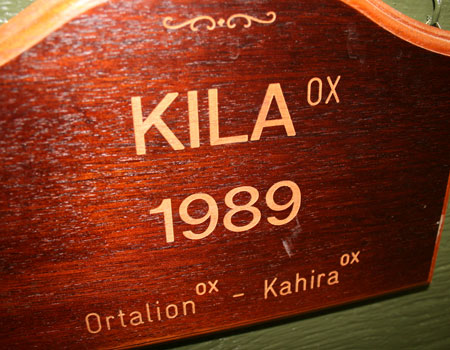 KILA ox
1989
Ortalion ox - Kahira ox